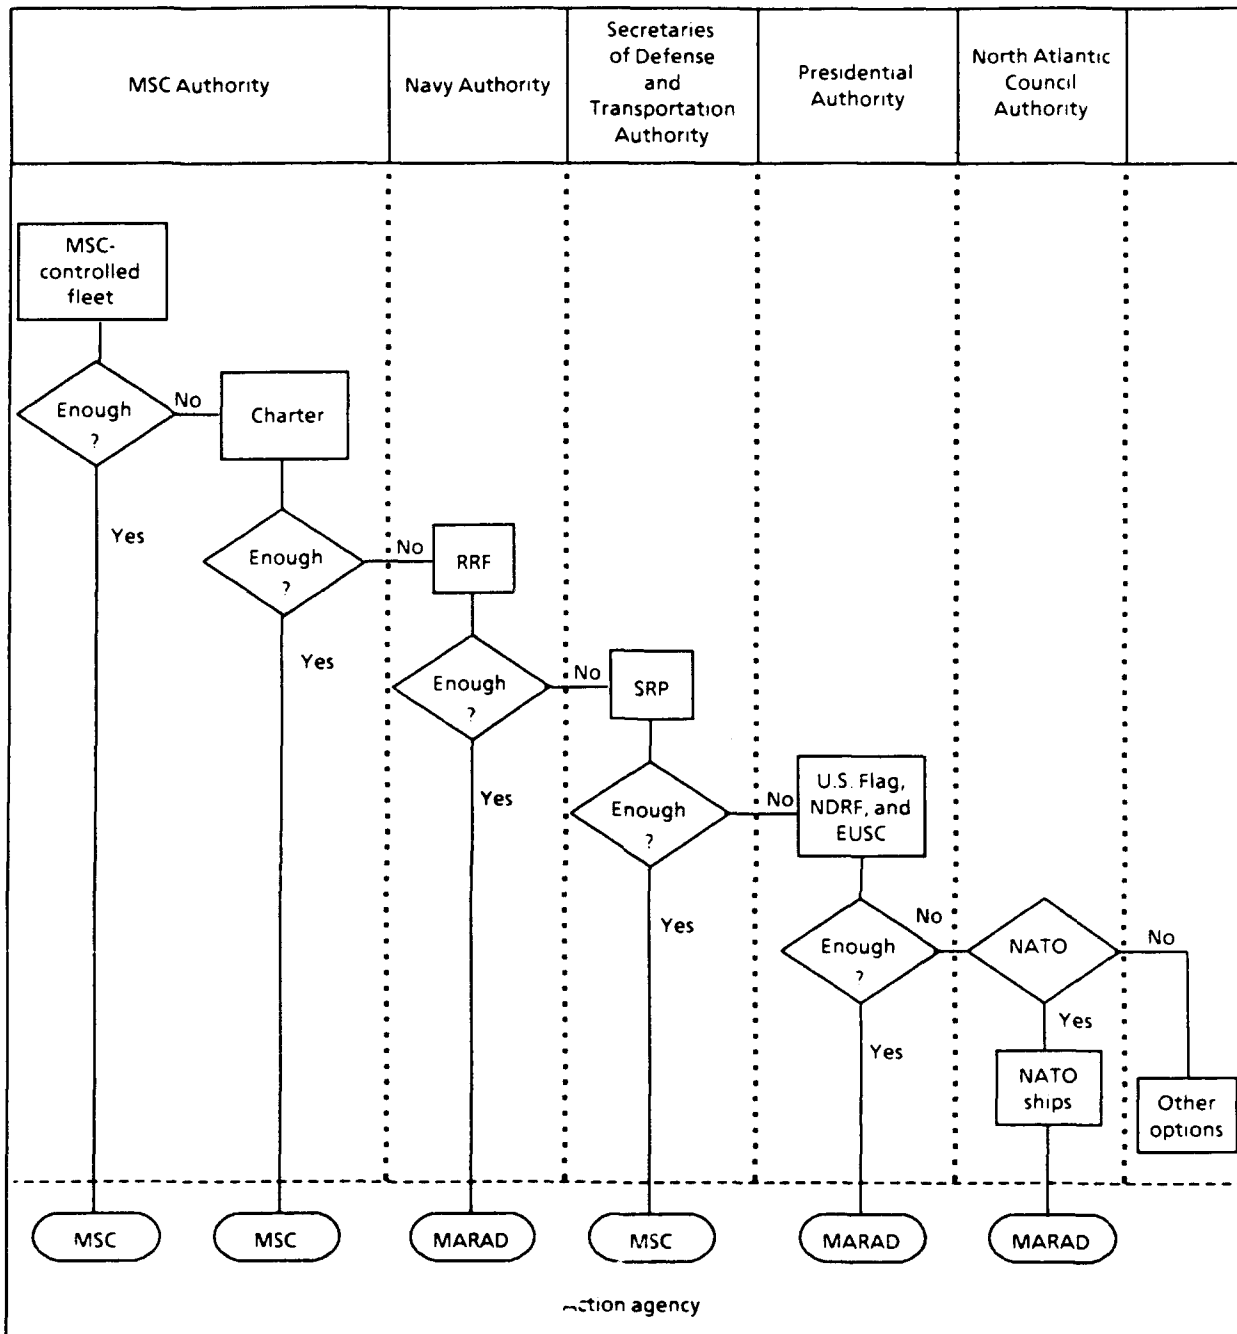 MSC Authority
Navy Authority
Secretaries
of Defense
and
Transportation
Authority
Presidential
Authority
North Atlantic
Council
Authority
MSC-
controlled
fleet
Enough
?
No
Yes
Charter
Enough
?
No
Yes
RRF
Enough
?
No
Yes
SRP
Enough
?
No
Yes
U.S. Flag,
NDRF, and
EUSC
Enough
?
No
Yes
NATO
No
Yes
NATO
ships
Other
options
MSC
MSC
MARAD
MSC
MARAD
MARAD
Action agency